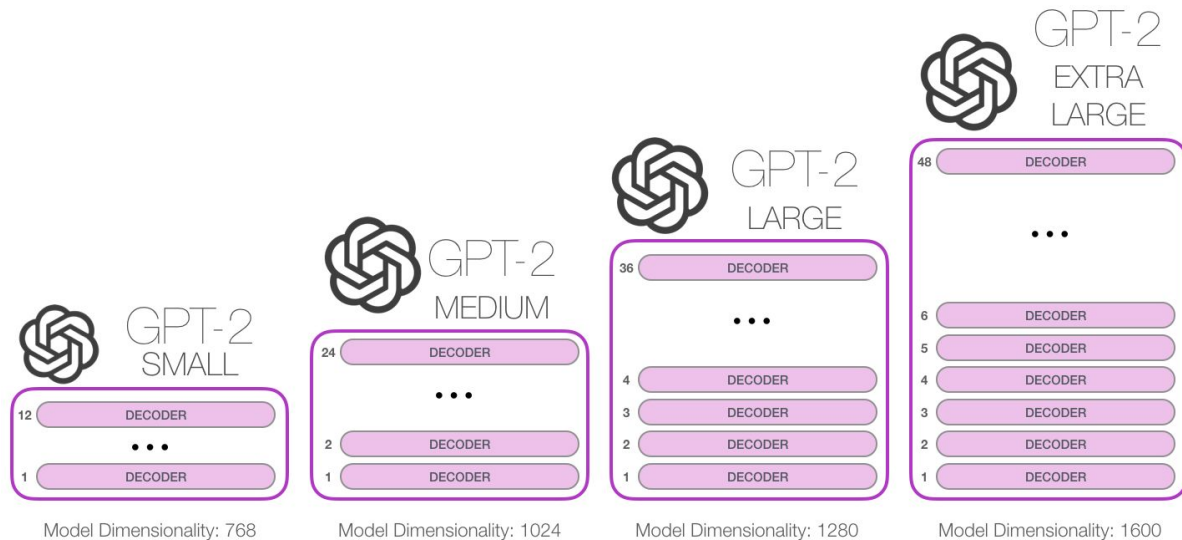 GPT-2
SMALL
12 DECODER
•••
1 DECODER
Model Dimensionality: 768
GPT-2
MEDIUM
24 DECODER
•••
2 DECODER
1 DECODER
Model Dimensionality: 1024
GPT-2
LARGE
36 DECODER
•••
4 DECODER
3 DECODER
2 DECODER
1 DECODER
Model Dimensionality: 1280
GPT-2
EXTRA
LARGE
48 DECODER
•••
6 DECODER
5 DECODER
4 DECODER
3 DECODER
2 DECODER
1 DECODER
Model Dimensionality: 1600